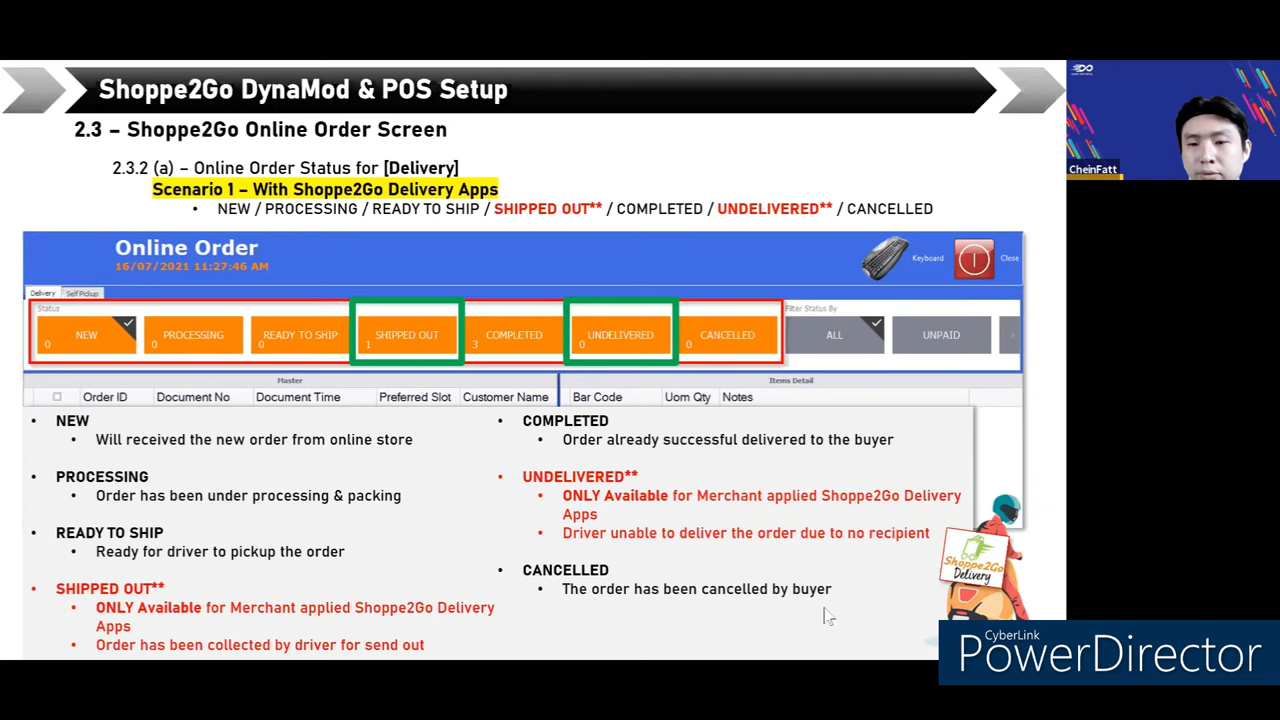 Shoppe2Go DynaMod & POS Setup
2.3 – Shoppe2Go Online Order Screen
2.3.2 (a) – Online Order Status for [Delivery]
Scenario 1 – With Shoppe2Go Delivery Apps
• NEW / PROCESSING / READY TO SHIP / SHIPPED OUT** / COMPLETED / UNDELIVERED** / CANCELLED
CheinFatt
Online Order
16/07/2021 11:27:46 AM
Keyboard
Close
Delivery Self Pickup
Status
Filter Status By
NEW 0
PROCESSING 0
READY TO SHIP 0
SHIPPED OUT 1
COMPLETED 3
UNDELIVERED 0
CANCELLED 0
ALL
UNPAID
>
Master
Items Detail
Order ID Document No Document Time Preferred Slot Customer Name Bar Code Uom Qty Notes
• NEW
• Will received the new order from online store
• PROCESSING
• Order has been under processing & packing
• READY TO SHIP
• Ready for driver to pickup the order
• SHIPPED OUT**
• ONLY Available for Merchant applied Shoppe2Go Delivery
Apps
• Order has been collected by driver for send out
• COMPLETED
• Order already successful delivered to the buyer
• UNDELIVERED**
• ONLY Available for Merchant applied Shoppe2Go Delivery
Apps
• Driver unable to deliver the order due to no recipient
• CANCELLED
• The order has been cancelled by buyer
Shoppe2Go
Delivery
CyberLink
PowerDirector